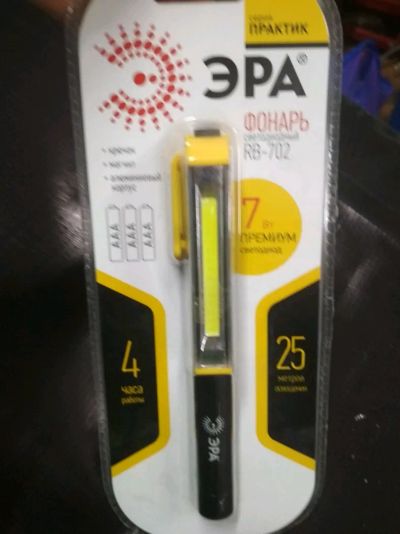 серия
ПРАКТИК
ЭРА®
ФОНАРЬ
светодиодный
RB-702
• крючок
• магнит
• алюминиевый
корпус
AAA AAA AAA
7 Вт
ПРЕМИУМ
светодиод
4
часа
работы
25
метров
освещения
ЭРА